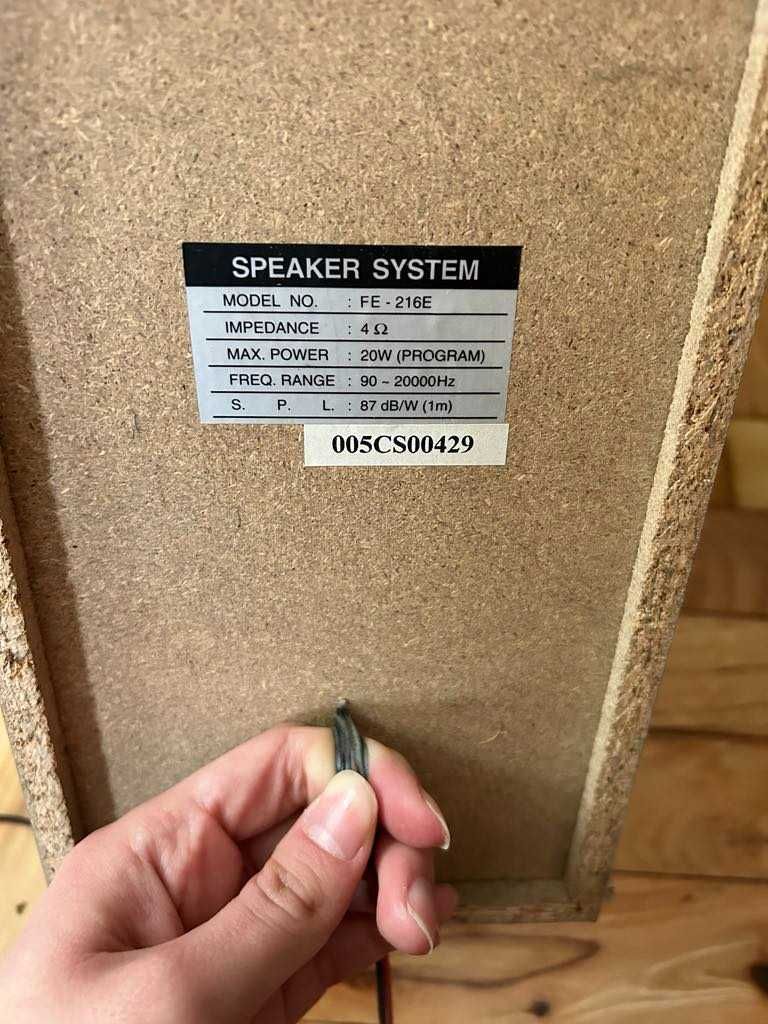 SPEAKER SYSTEM
MODEL NO. : FE - 216E
IMPEDANCE : 4 Ω
MAX. POWER : 20W (PROGRAM)
FREQ. RANGE : 90 ~ 20000Hz
S. P. L. : 87 dB/W (1m)
005CS00429